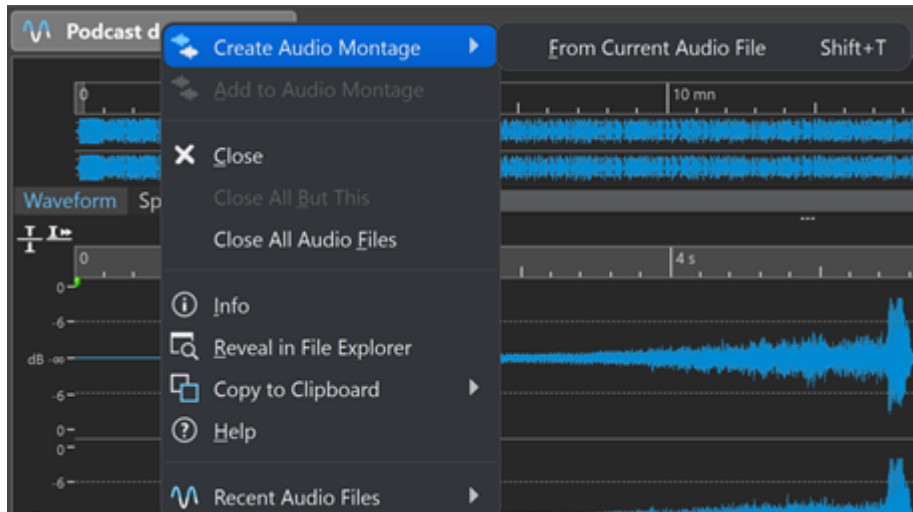 Podcast d
Create Audio Montage
From Current Audio File Shift+T
Add to Audio Montage
0
10 mn
Close
Close All But This
Waveform Sp
Close All Audio Files
0
4 s
0
Info
-6
Reveal in File Explorer
dB -∞
Copy to Clipboard
-6
0
Help
0
-6
Recent Audio Files